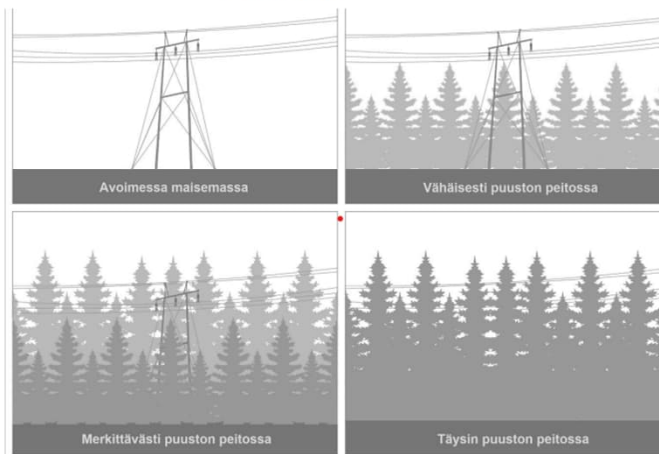 Avoimessa maisemassa
Vähäisesti puuston peitossa
Merkittävästi puuston peitossa
Täysin puuston peitossa